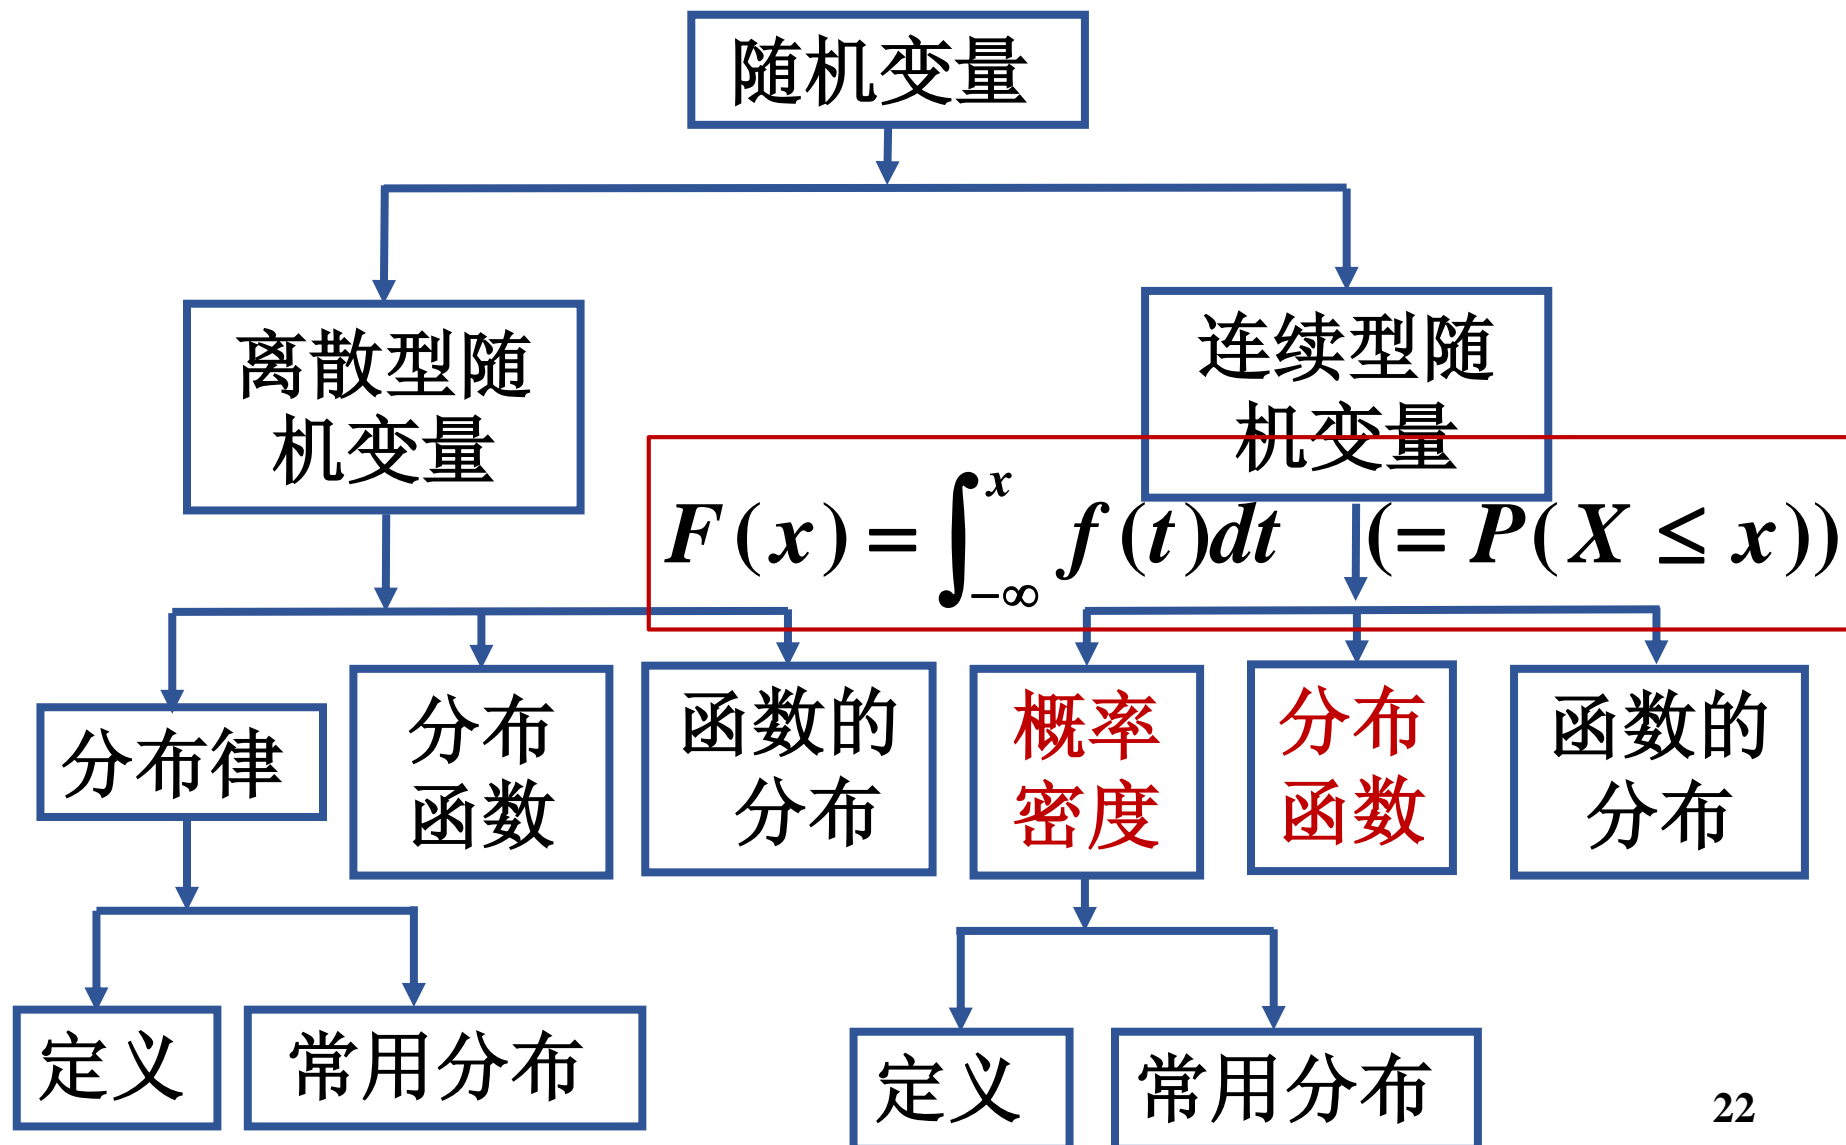 随机变量
离散型随
机变量
连续型随
机变量
F(x) = ∫_{-∞}^{x} f(t)dt (= P(X ≤ x))
分布律
分布
函数
函数的
分布
概率
密度
分布
函数
函数的
分布
定义
常用分布
定义
常用分布
22